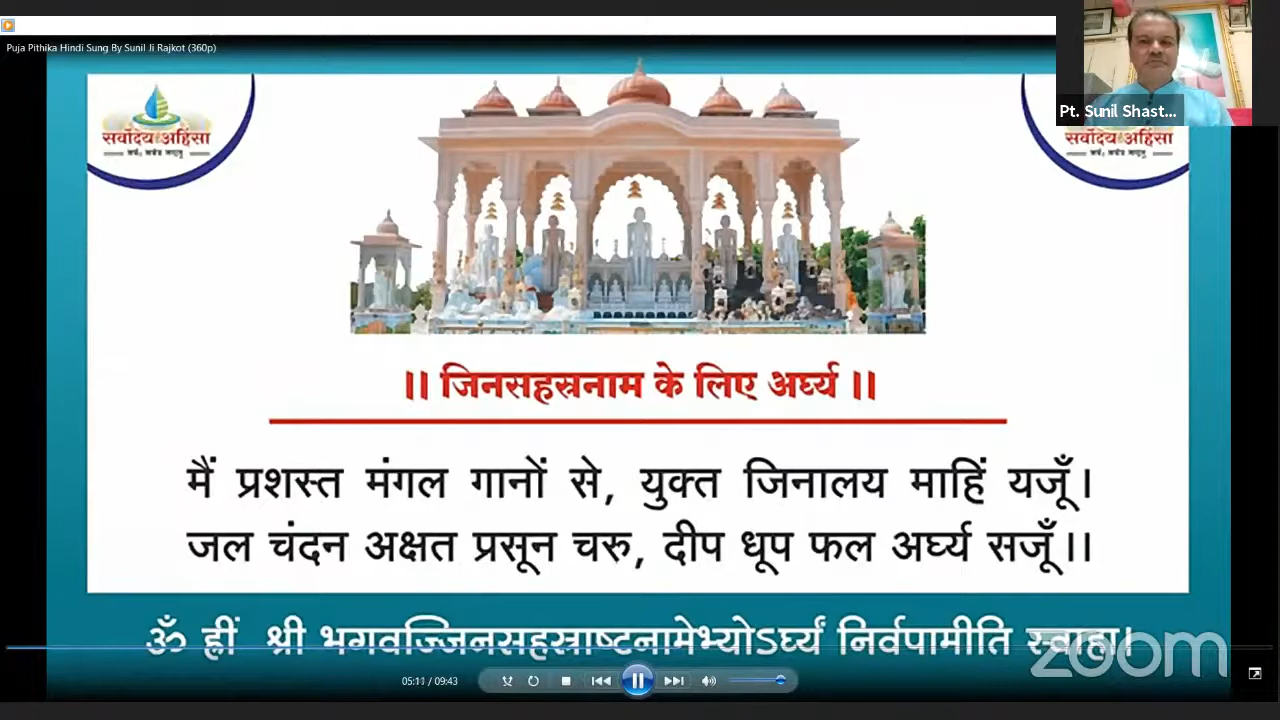 Puja Pithika Hindi Sung By Sunil Ji Rajkot (360p)
Pt. Sunil Shast...
सर्वोदय अहिंसा
सर्वोदय अहिंसा
।। जिनसहस्रनाम के लिए अर्घ्य ।।
मैं प्रशस्त मंगल गानों से, युक्त जिनालय माहिं यजूँ।
जल चंदन अक्षत प्रसून चरु, दीप धूप फल अर्घ्य सजूँ।।
ॐ ह्रीं श्री भगवज्जिनसहस्राष्टनामेभ्योऽर्घ्यं निर्वपामीति स्वाहा।
zoom
05:11 / 09:43